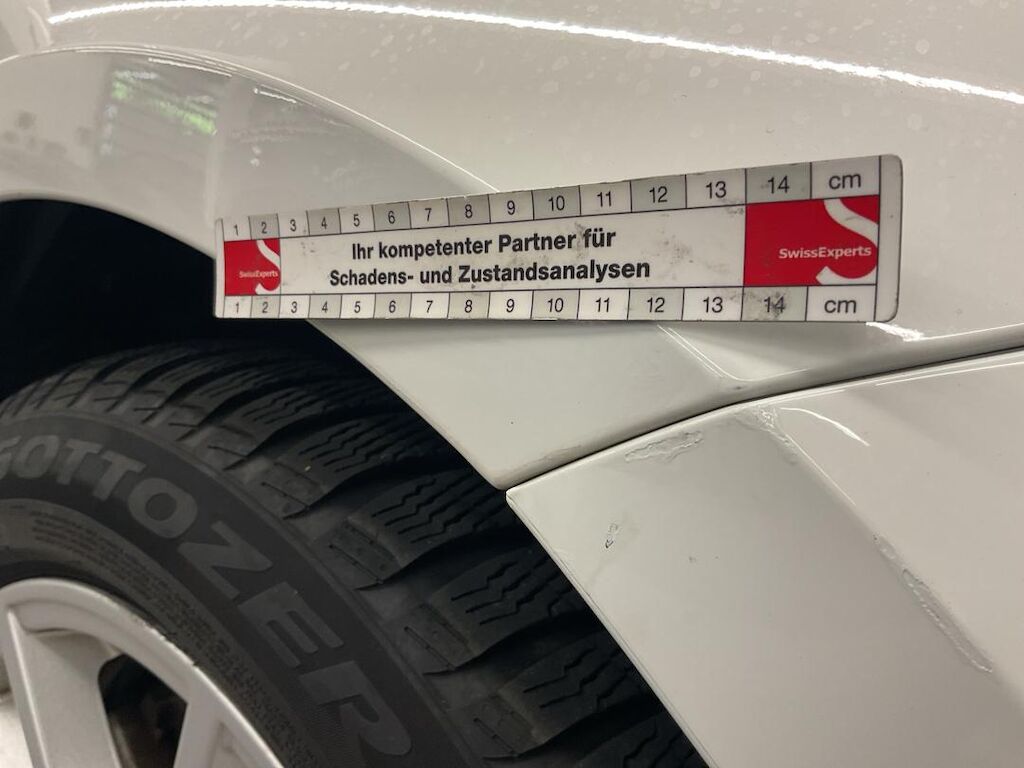 1 2 3 4 5 6 7 8 9 10 11 12 13 14 cm
SwissExperts
Ihr kompetenter Partner für
Schadens- und Zustandsanalysen
SwissExperts
1 2 3 4 5 6 7 8 9 10 11 12 13 14 cm
SOTTOZER